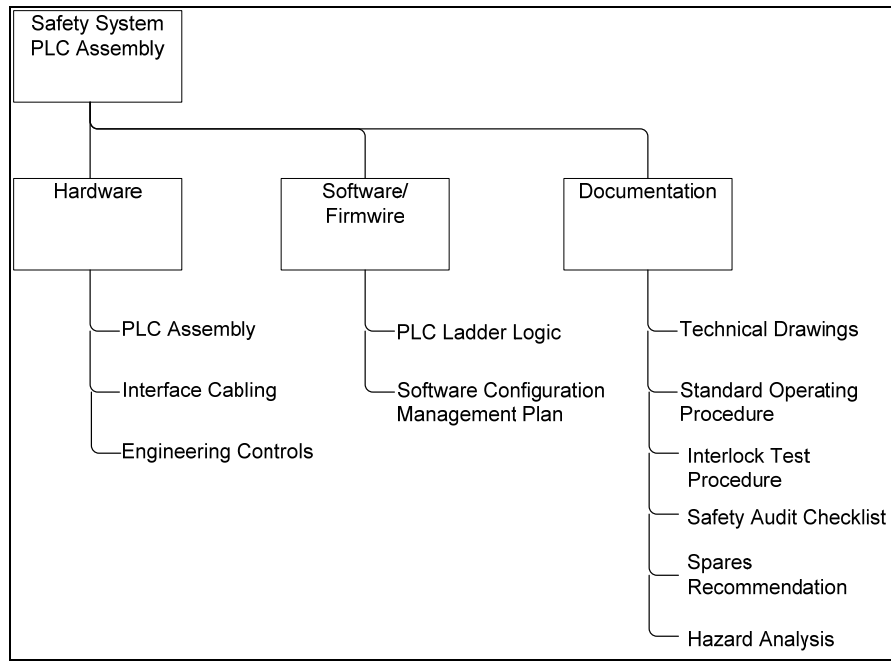 Safety System
PLC Assembly
Hardware
Software/
Firmwire
Documentation
PLC Assembly
Interface Cabling
Engineering Controls
PLC Ladder Logic
Software Configuration
Management Plan
Technical Drawings
Standard Operating
Procedure
Interlock Test
Procedure
Safety Audit Checklist
Spares
Recommendation
Hazard Analysis